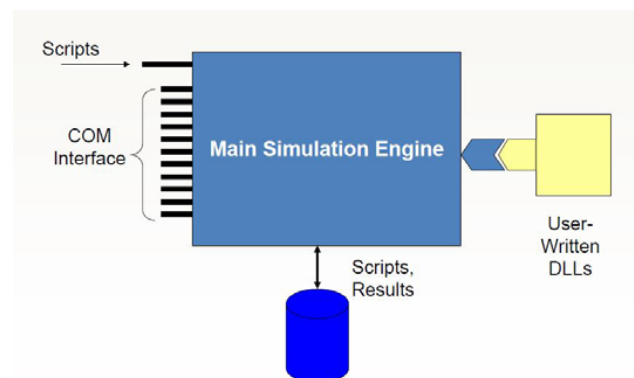 Scripts
COM
Interface
Main Simulation Engine
User-
Written
DLLs
Scripts,
Results